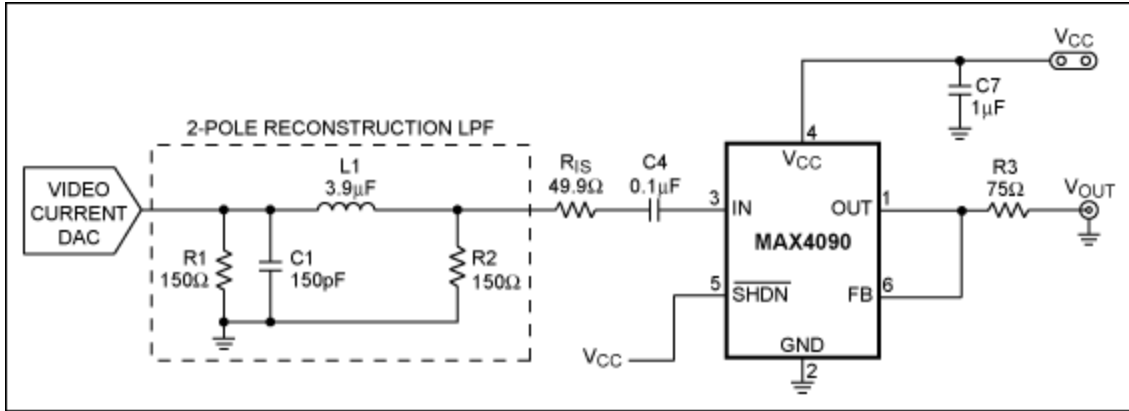 2-POLE RECONSTRUCTION LPF
VIDEO
CURRENT
DAC
L1
3.9μF
R1
150Ω
C1
150pF
R2
150Ω
RIS
49.9Ω
C4
0.1μF
VCC
C7
1μF
4
VCC
3
IN
OUT
1
MAX4090
5
SHDN
FB
6
GND
2
VCC
R3
75Ω
VOUT